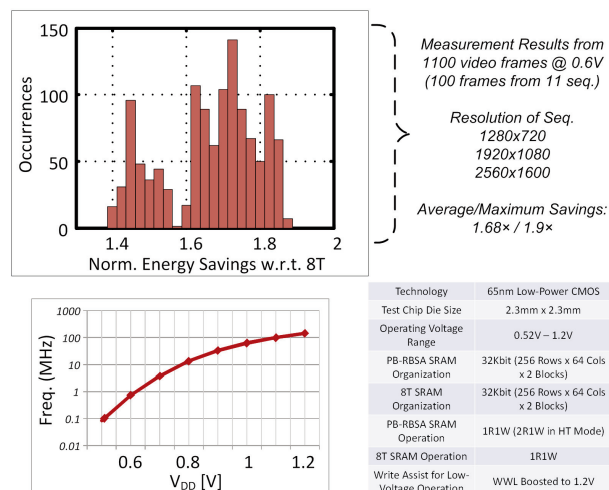 150
100
50
0
Occurrences
1.4 1.6 1.8 2
Norm. Energy Savings w.r.t. 8T
Measurement Results from
1100 video frames @ 0.6V
(100 frames from 11 seq.)
Resolution of Seq.
1280x720
1920x1080
2560x1600
Average/Maximum Savings:
1.68× / 1.9×
1000
100
10
1
0.1
0.01
Freq. (MHz)
0.6 0.8 1.0 1.2
VDD [V]
Technology 65nm Low-Power CMOS
Test Chip Die Size 2.3mm x 2.3mm
Operating Voltage
Range
0.52V – 1.2V
PB-RBSA SRAM
Organization
32Kbit (256 Rows x 64 Cols
x 2 Blocks)
8T SRAM
Organization
32Kbit (256 Rows x 64 Cols
x 2 Blocks)
PB-RBSA SRAM
Operation
1R1W (2R1W in HT Mode)
8T SRAM Operation 1R1W
Write Assist for Low-
Voltage Operation
WWL Boosted to 1.2V